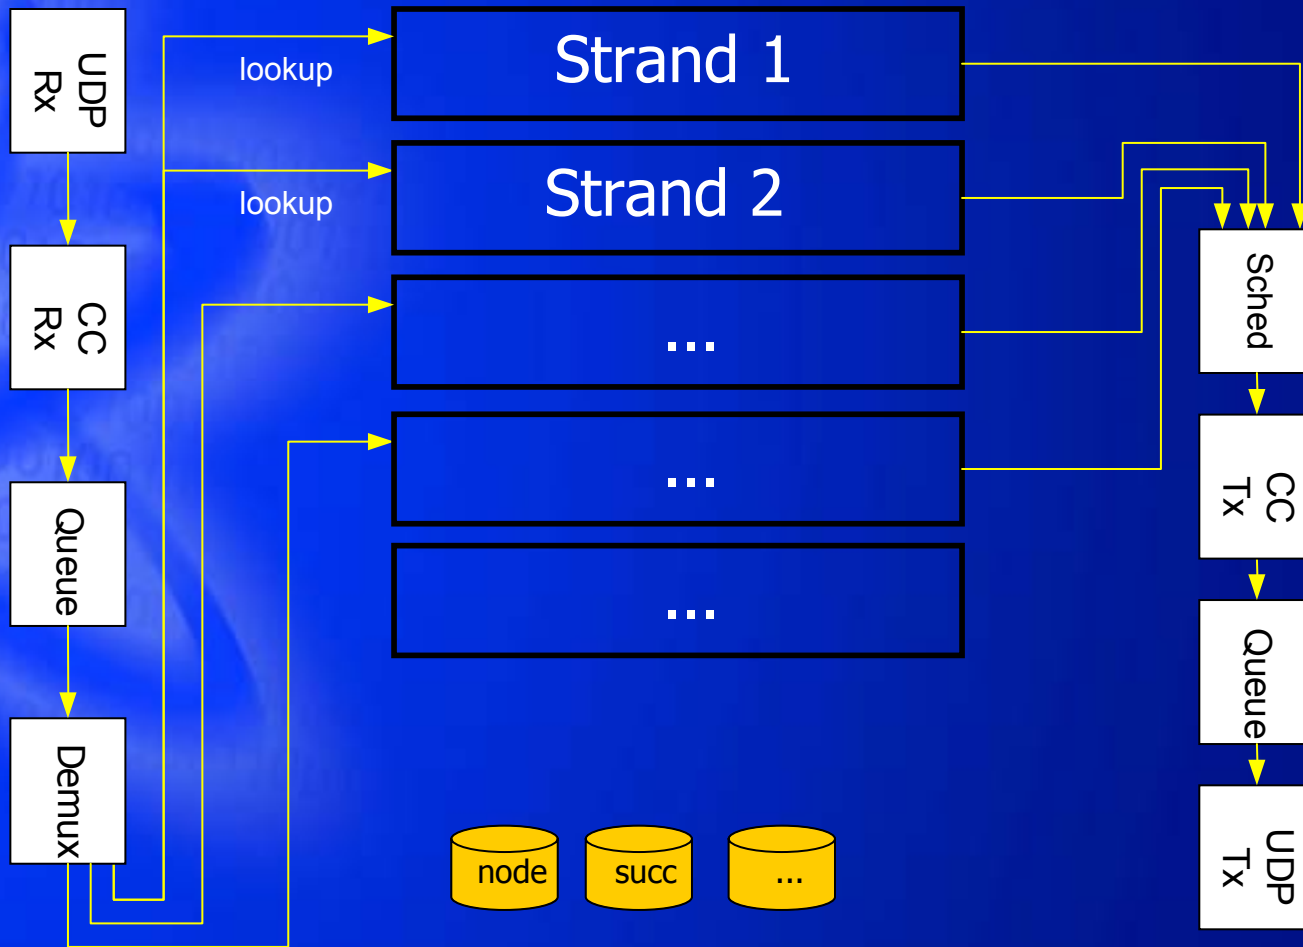 UDP
Rx
CC
Rx
Queue
Demux
lookup
lookup
Strand 1
Strand 2
...
...
...
node
succ
...
Sched
CC
Tx
Queue
UDP
Tx